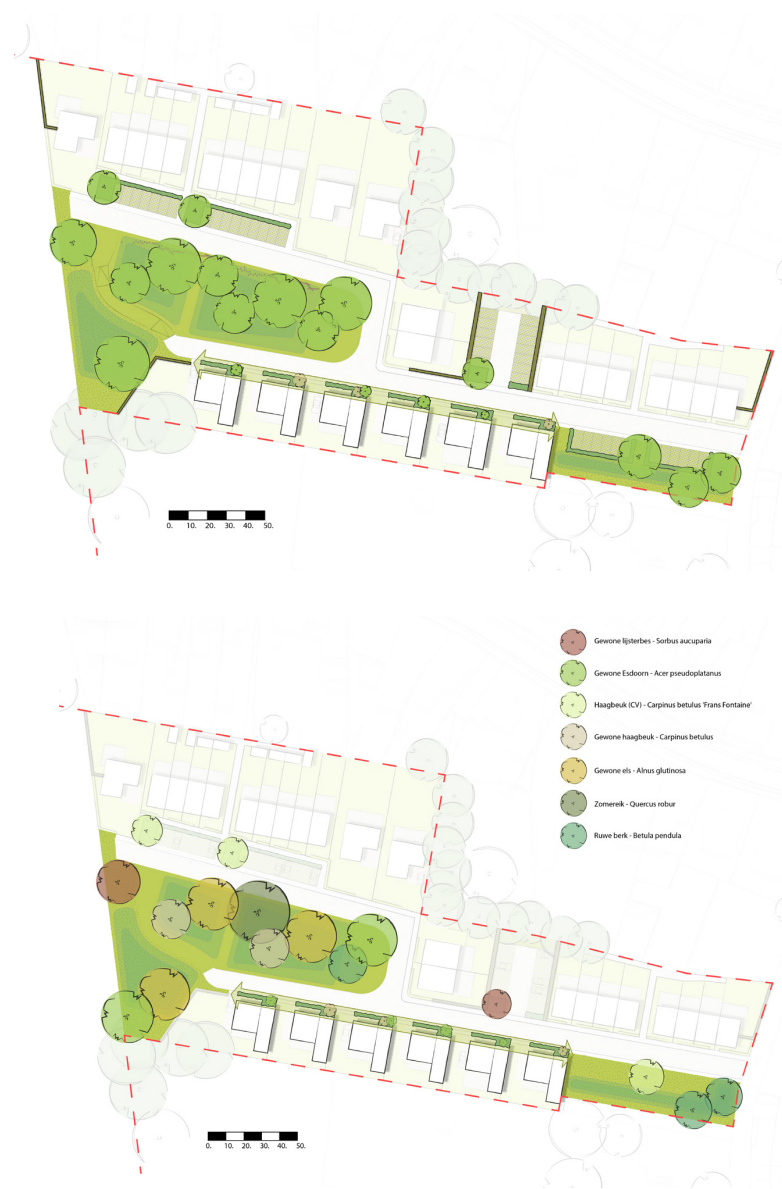 0. 10. 20. 30. 40. 50.
Gewone lijsterbes - Sorbus aucuparia
Gewone Esdoorn - Acer pseudoplatanus
Haagbeuk (CV) - Carpinus betulus 'Frans Fontaine'
Gewone haagbeuk - Carpinus betulus
Gewone els - Alnus glutinosa
Zomereik - Quercus robur
Ruwe berk - Betula pendula
0. 10. 20. 30. 40. 50.